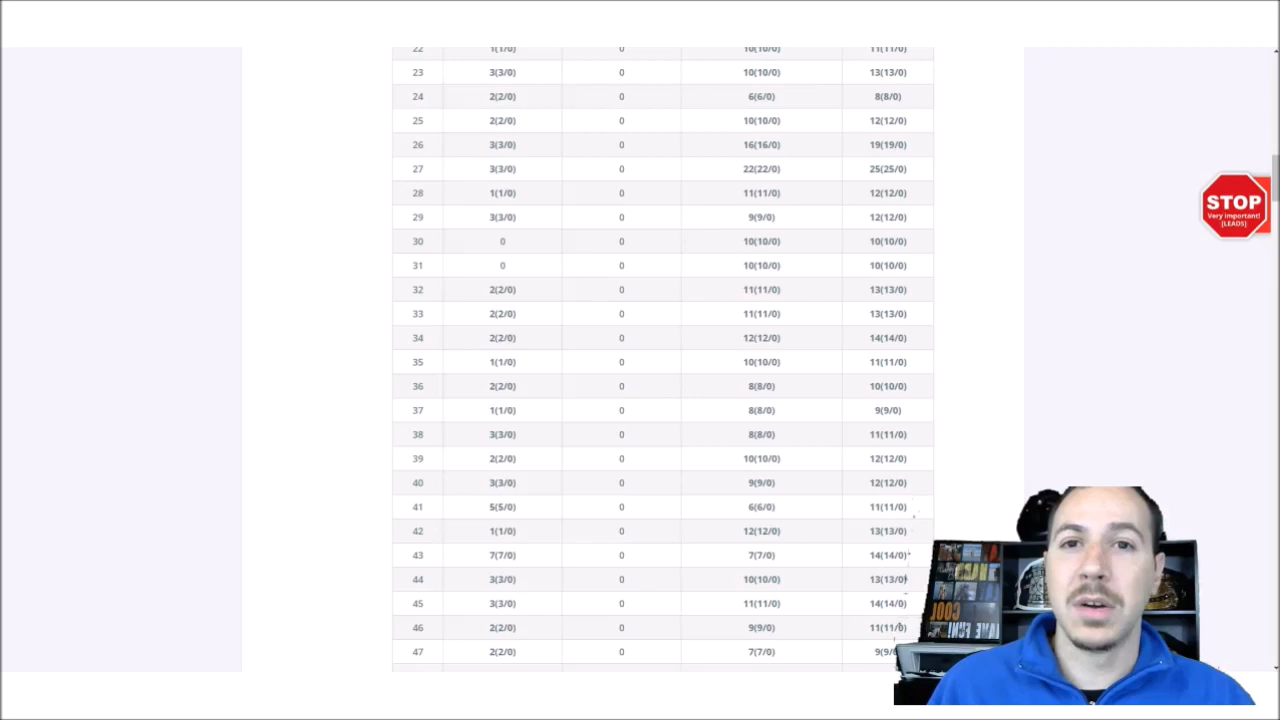 22 1(1/0) 0 10(10/0) 11(11/0)
23 3(3/0) 0 10(10/0) 13(13/0)
24 2(2/0) 0 6(6/0) 8(8/0)
25 2(2/0) 0 10(10/0) 12(12/0)
26 3(3/0) 0 16(16/0) 19(19/0)
27 3(3/0) 0 22(22/0) 25(25/0)
28 1(1/0) 0 11(11/0) 12(12/0)
STOP
Very important!
[LEADS]
29 3(3/0) 0 9(9/0) 12(12/0)
30 0 0 10(10/0) 10(10/0)
31 0 0 10(10/0) 10(10/0)
32 2(2/0) 0 11(11/0) 13(13/0)
33 2(2/0) 0 11(11/0) 13(13/0)
34 2(2/0) 0 12(12/0) 14(14/0)
35 1(1/0) 0 10(10/0) 11(11/0)
36 2(2/0) 0 8(8/0) 10(10/0)
37 1(1/0) 0 8(8/0) 9(9/0)
38 3(3/0) 0 8(8/0) 11(11/0)
39 2(2/0) 0 10(10/0) 12(12/0)
40 3(3/0) 0 9(9/0) 12(12/0)
41 5(5/0) 0 6(6/0) 11(11/0)
42 1(1/0) 0 12(12/0) 13(13/0)
43 7(7/0) 0 7(7/0) 14(14/0)
44 3(3/0) 0 10(10/0) 13(13/0)
45 3(3/0) 0 11(11/0) 14(14/0)
46 2(2/0) 0 9(9/0) 11(11/0)
47 2(2/0) 0 7(7/0)
COOL